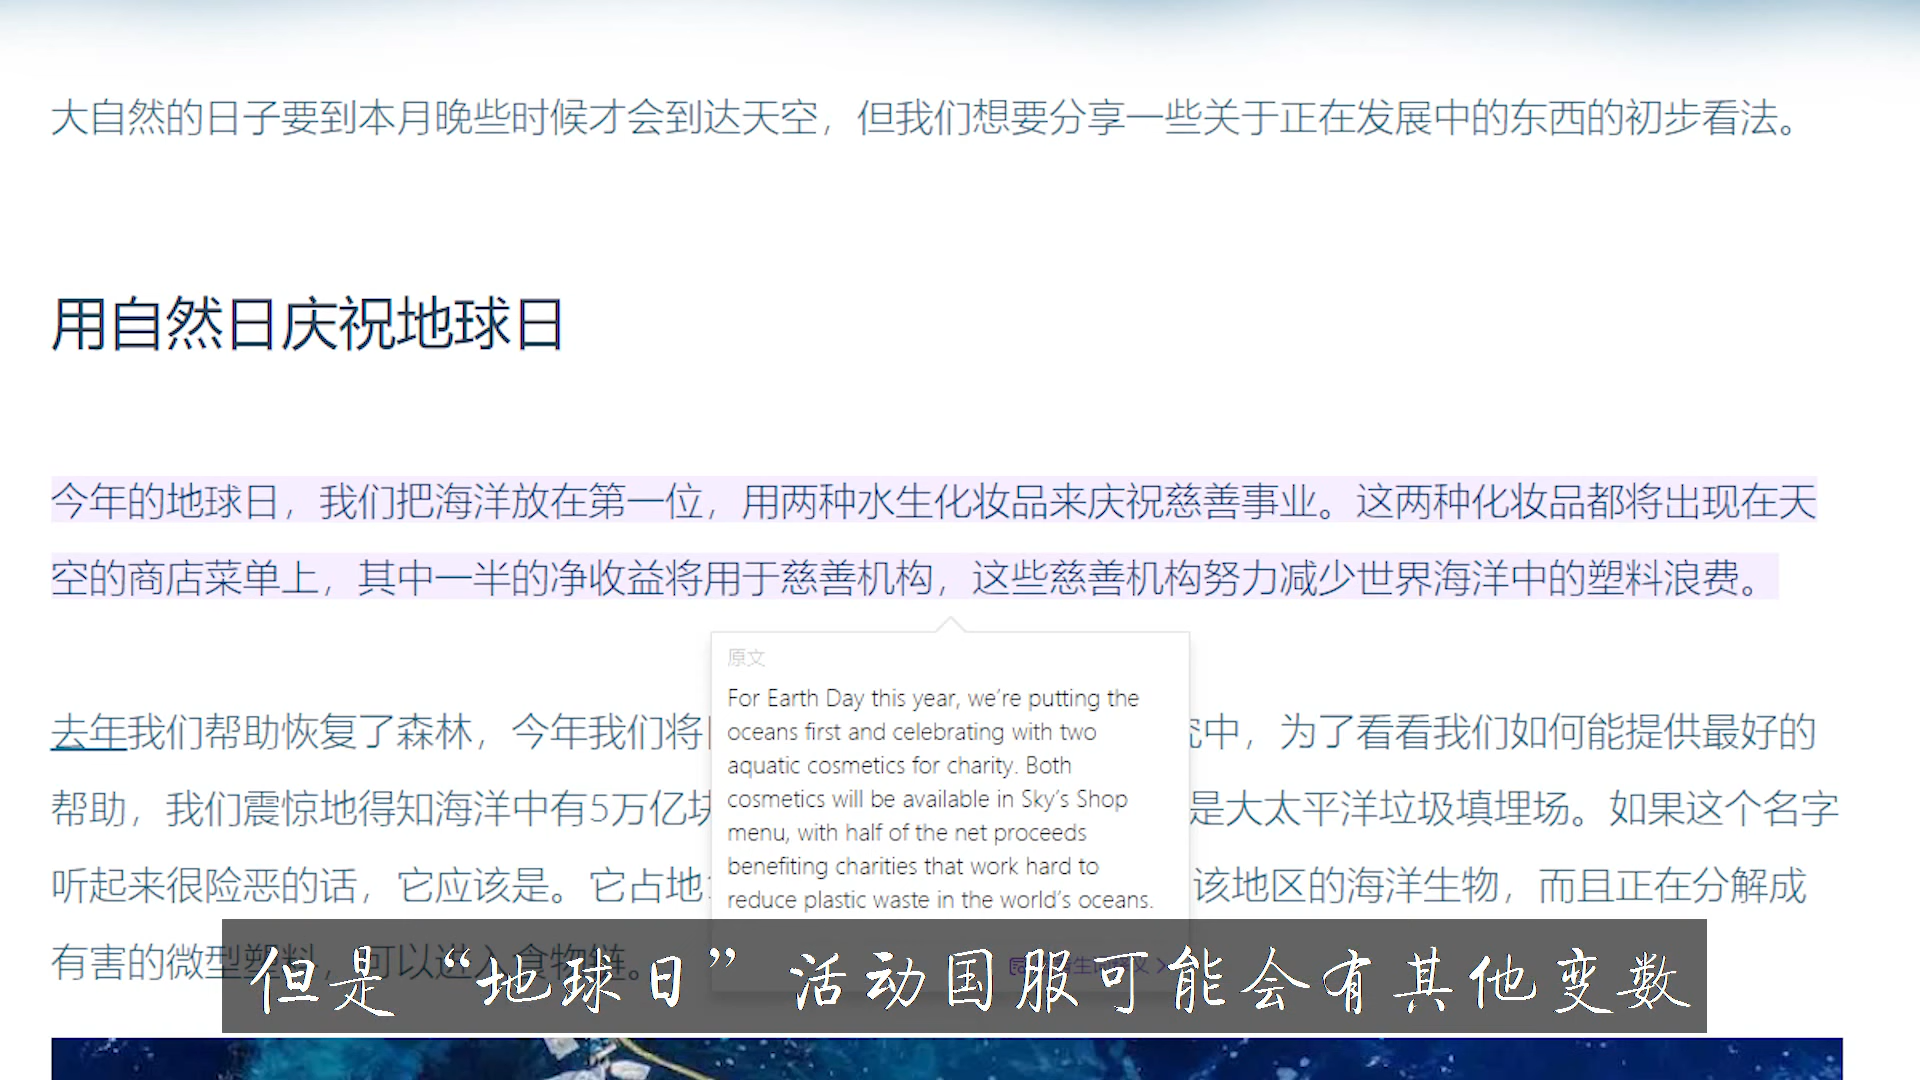 大自然的日子要到本月晚些时候才会到达天空，但我们想要分享一些关于正在发展中的东西的初步看法。
用自然日庆祝地球日
今年的地球日，我们把海洋放在第一位，用两种水生化妆品来庆祝慈善事业。这两种化妆品都将出现在天
空的商店菜单上，其中一半的净收益将用于慈善机构，这些慈善机构努力减少世界海洋中的塑料浪费。
原文
For Earth Day this year, we're putting the
oceans first and celebrating with two
aquatic cosmetics for charity. Both
cosmetics will be available in Sky's Shop
menu, with half of the net proceeds
benefiting charities that work hard to
reduce plastic waste in the world's oceans.
去年我们帮助恢复了森林，今年我们将 中，为了看看我们如何能提供最好的
帮助，我们震惊地得知海洋中有5万亿块 是大太平洋垃圾填埋场。如果这个名字
听起来很险恶的话，它应该是。它占地 该地区的海洋生物，而且正在分解成
有害的微型塑料，可以进入食物链。
但是“地球日”活动国服可能会有其他变数